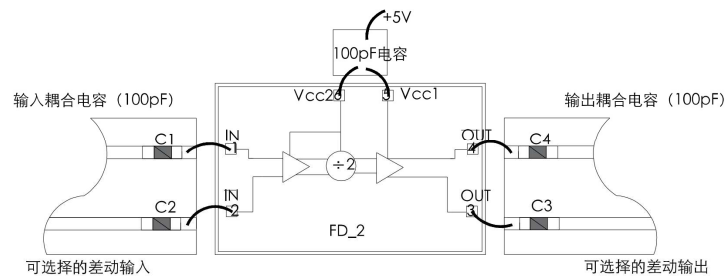 +5V
100pF电容
Vcc2 6 5 Vcc1
输入耦合电容（100pF）
输出耦合电容（100pF）
C1 IN 1 OUT 4 C4
÷2
C2 IN 2 OUT 3 C3
FD_2
可选择的差动输入
可选择的差动输出